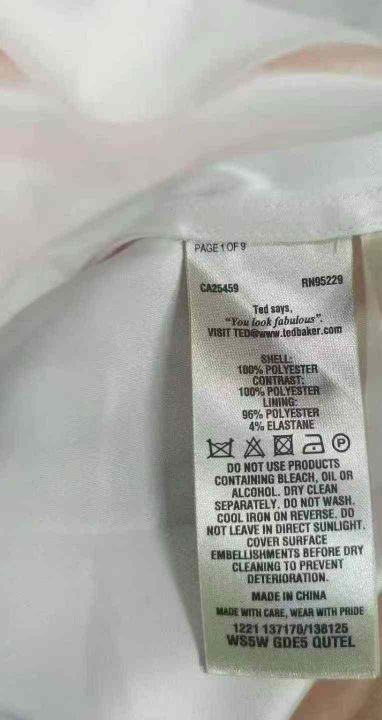 PAGE 1 OF 9
CA25459 RN95229
Ted says,
"You look fabulous".
VISIT TED@www.tedbaker.com
SHELL:
100% POLYESTER
CONTRAST:
100% POLYESTER
LINING:
96% POLYESTER
4% ELASTANE
P
DO NOT USE PRODUCTS
CONTAINING BLEACH, OIL OR
ALCOHOL. DRY CLEAN
SEPARATELY. DO NOT WASH.
COOL IRON ON REVERSE. DO
NOT LEAVE IN DIRECT SUNLIGHT.
COVER SURFACE
EMBELLISHMENTS BEFORE DRY
CLEANING TO PREVENT
DETERIORATION.
MADE IN CHINA
MADE WITH CARE, WEAR WITH PRIDE
1221 137170/138125
WS5W GDE5 QUTEL